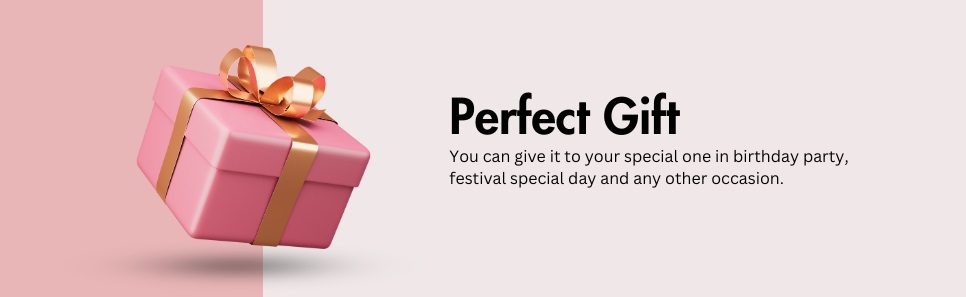 Perfect Gift
You can give it to your special one in birthday party,
festival special day and any other occasion.